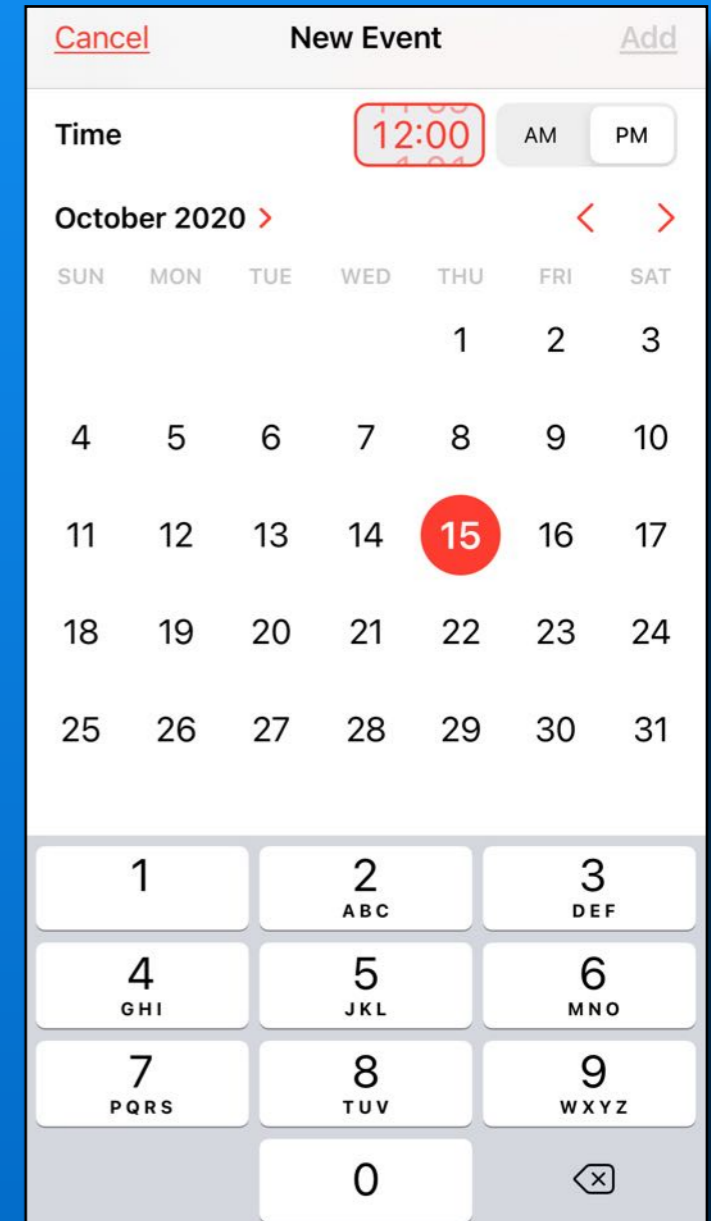 Cancel New Event Add
Time 12:00 AM PM
October 2020 >
SUN MON TUE WED THU FRI SAT
1 2 3
4 5 6 7 8 9 10
11 12 13 14 15 16 17
18 19 20 21 22 23 24
25 26 27 28 29 30 31
1 2 3
ABC DEF
4 5 6
GHI JKL MNO
7 8 9
PQRS TUV WXYZ
0